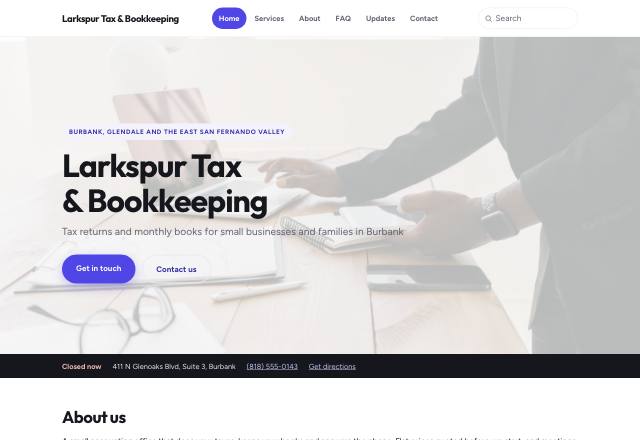 Larkspur Tax & Bookkeeping
Home Services About FAQ Updates Contact
Search
BURBANK, GLENDALE AND THE EAST SAN FERNANDO VALLEY
Larkspur Tax
& Bookkeeping
Tax returns and monthly books for small businesses and families in Burbank
Get in touch Contact us
Closed now 411 N Glenoaks Blvd, Suite 3, Burbank (818) 555-0143 Get directions
About us